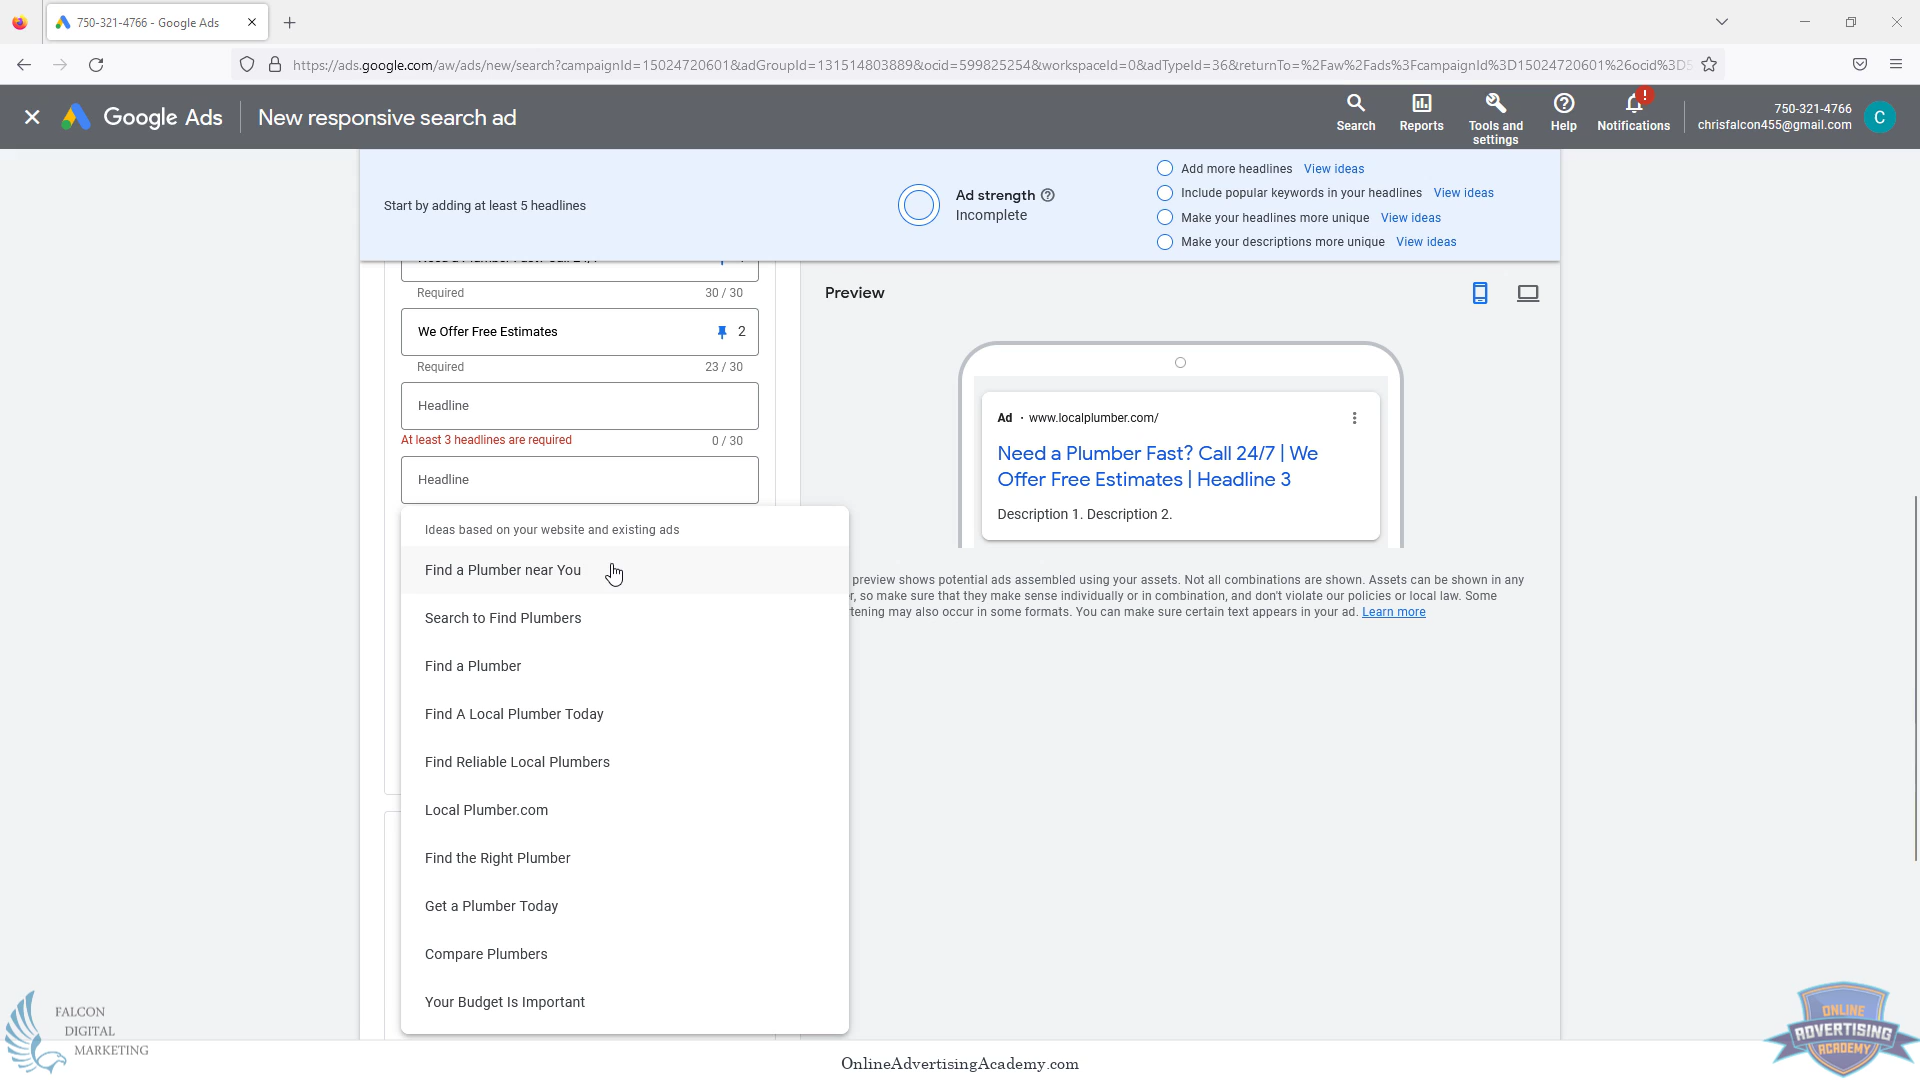 750-321-4766 - Google Ads
https://ads.google.com/aw/ads/new/search?campaignId=15024720601&adGroupId=131514803889&ocid=599825254&workspaceId=0&adTypeId=36&returnTo=%2Faw%2Fads%3FcampaignId%3D15024720601%26ocid%3D5
Google Ads
New responsive search ad
Search
Reports
Tools and
settings
Help
!
Notifications
750-321-4766
chrisfalcon455@gmail.com
C
Start by adding at least 5 headlines
Ad strength
Incomplete
Add more headlines View ideas
Include popular keywords in your headlines View ideas
Make your headlines more unique View ideas
Make your descriptions more unique View ideas
Required 30 / 30
We Offer Free Estimates 2
Required 23 / 30
Headline
At least 3 headlines are required 0 / 30
Headline
Ideas based on your website and existing ads
Find a Plumber near You
Search to Find Plumbers
Find a Plumber
Find A Local Plumber Today
Find Reliable Local Plumbers
Local Plumber.com
Find the Right Plumber
Get a Plumber Today
Compare Plumbers
Your Budget Is Important
Preview
Ad · www.localplumber.com/
Need a Plumber Fast? Call 24/7 | We
Offer Free Estimates | Headline 3
Description 1. Description 2.
preview shows potential ads assembled using your assets. Not all combinations are shown. Assets can be shown in any
so make sure that they make sense individually or in combination, and don't violate our policies or local law. Some
tening may also occur in some formats. You can make sure certain text appears in your ad. Learn more
FALCON
DIGITAL
MARKETING
OnlineAdvertisingAcademy.com
ONLINE
ADVERTISING
ACADEMY